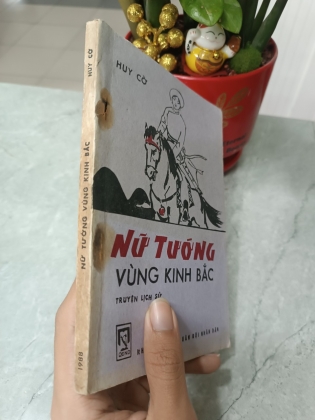 HUY CỜ
NỮ TƯỚNG VÙNG KINH BẮC
1988
HUY CỜ
NỮ TƯỚNG
VÙNG KINH BẮC
TRUYỆN LỊCH SỬ